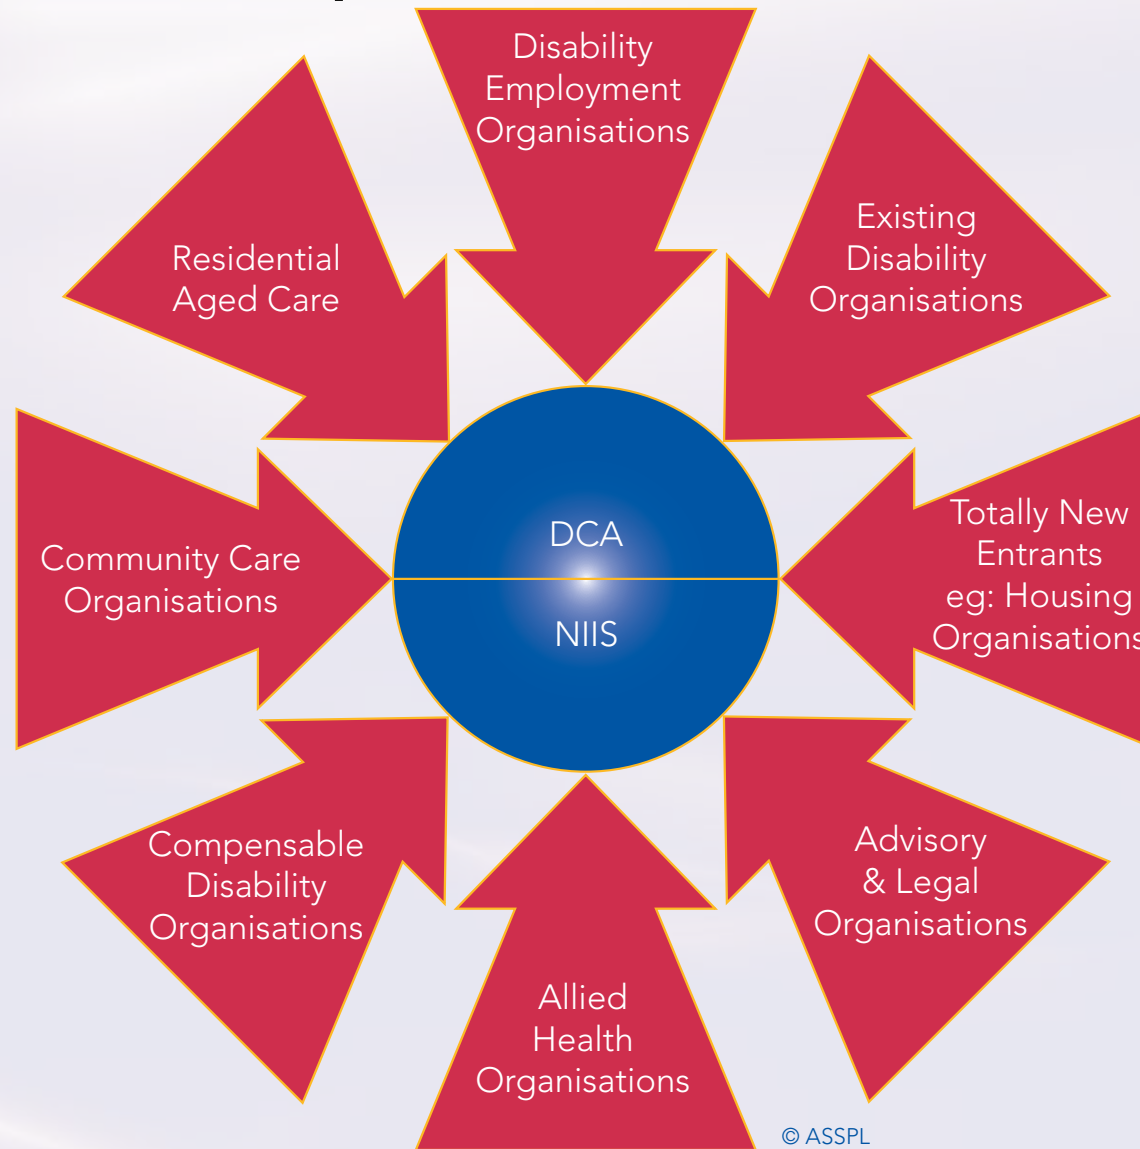 Disability
Employment
Organisations
Existing
Disability
Organisations
Residential
Aged Care
Totally New
Entrants
eg: Housing
Organisations
DCA
Community Care
Organisations
NIIS
Compensable
Disability
Organisations
Advisory
& Legal
Organisations
Allied
Health
Organisations
© ASSPL